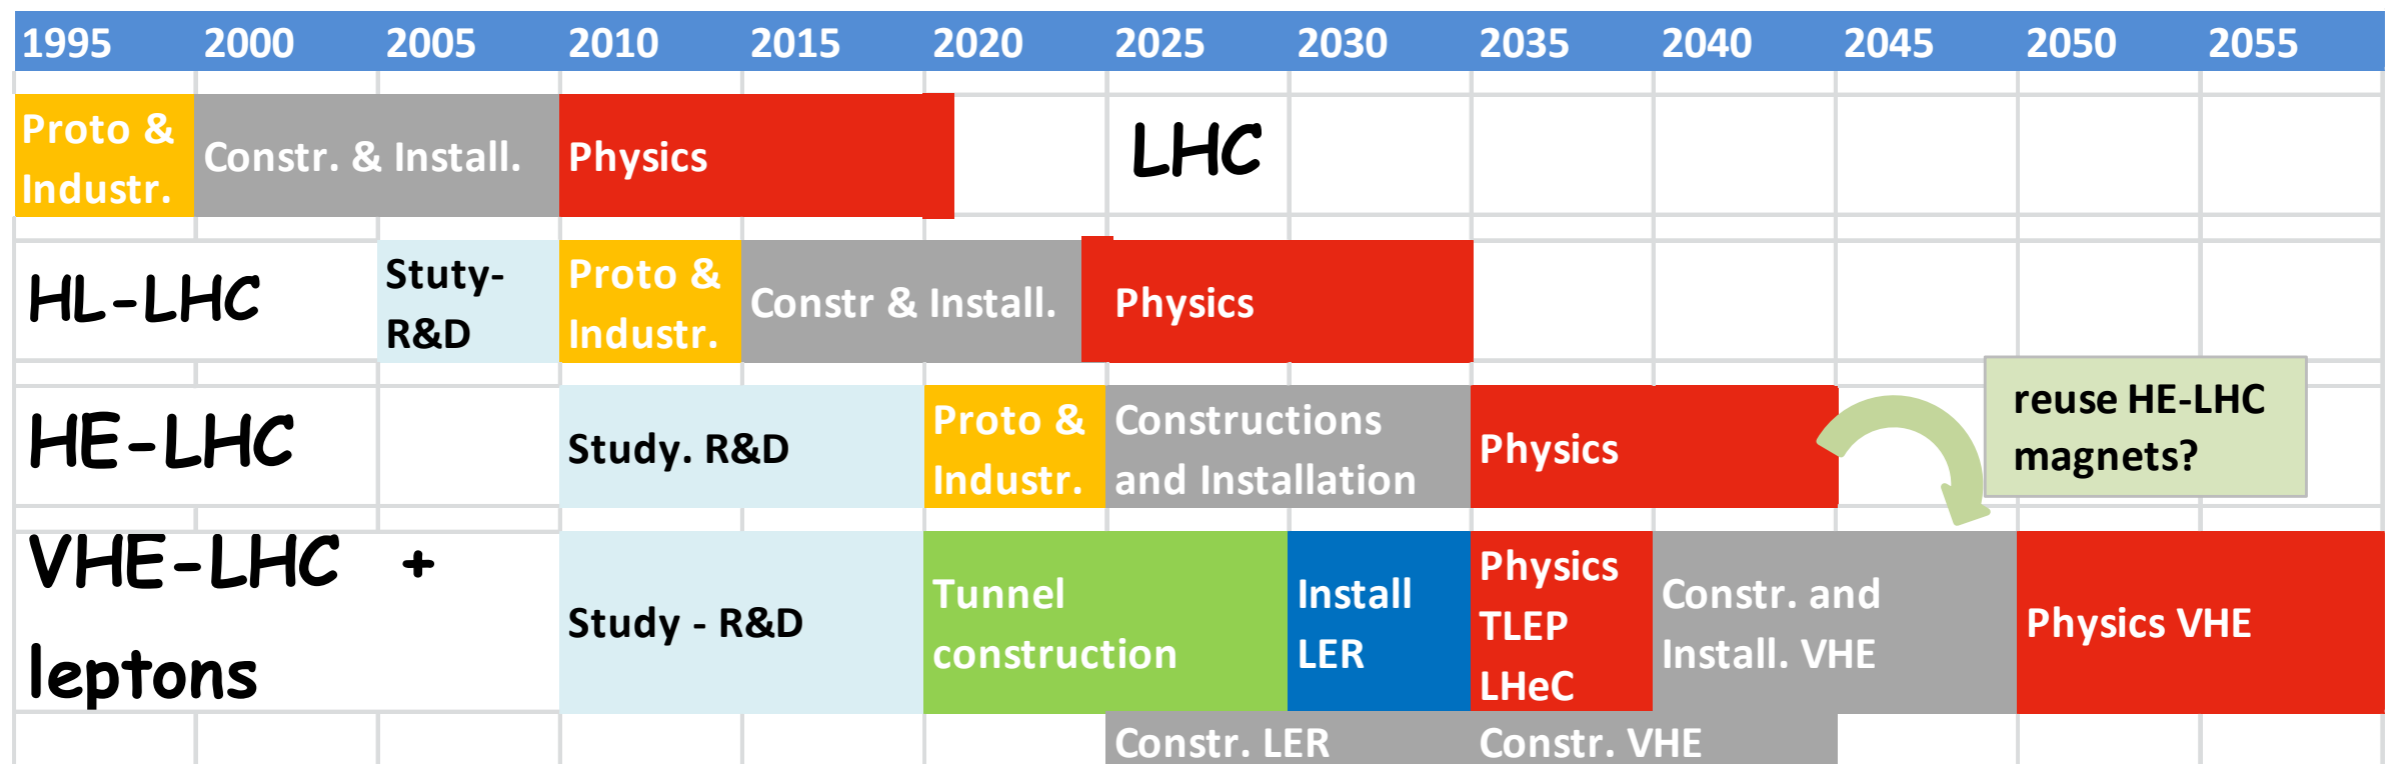 1995 2000 2005 2010 2015 2020 2025 2030 2035 2040 2045 2050 2055
Proto &
Industr.
Constr. & Install.
Physics
LHC
HL-LHC
Stuty-
R&D
Proto &
Industr.
Constr & Install.
Physics
HE-LHC
Study. R&D
Proto &
Industr.
Constructions
and Installation
Physics
reuse HE-LHC
magnets?
VHE-LHC +
leptons
Study - R&D
Tunnel
construction
Install
LER
Physics
TLEP
LHeC
Constr. and
Install. VHE
Physics VHE
Constr. LER
Constr. VHE